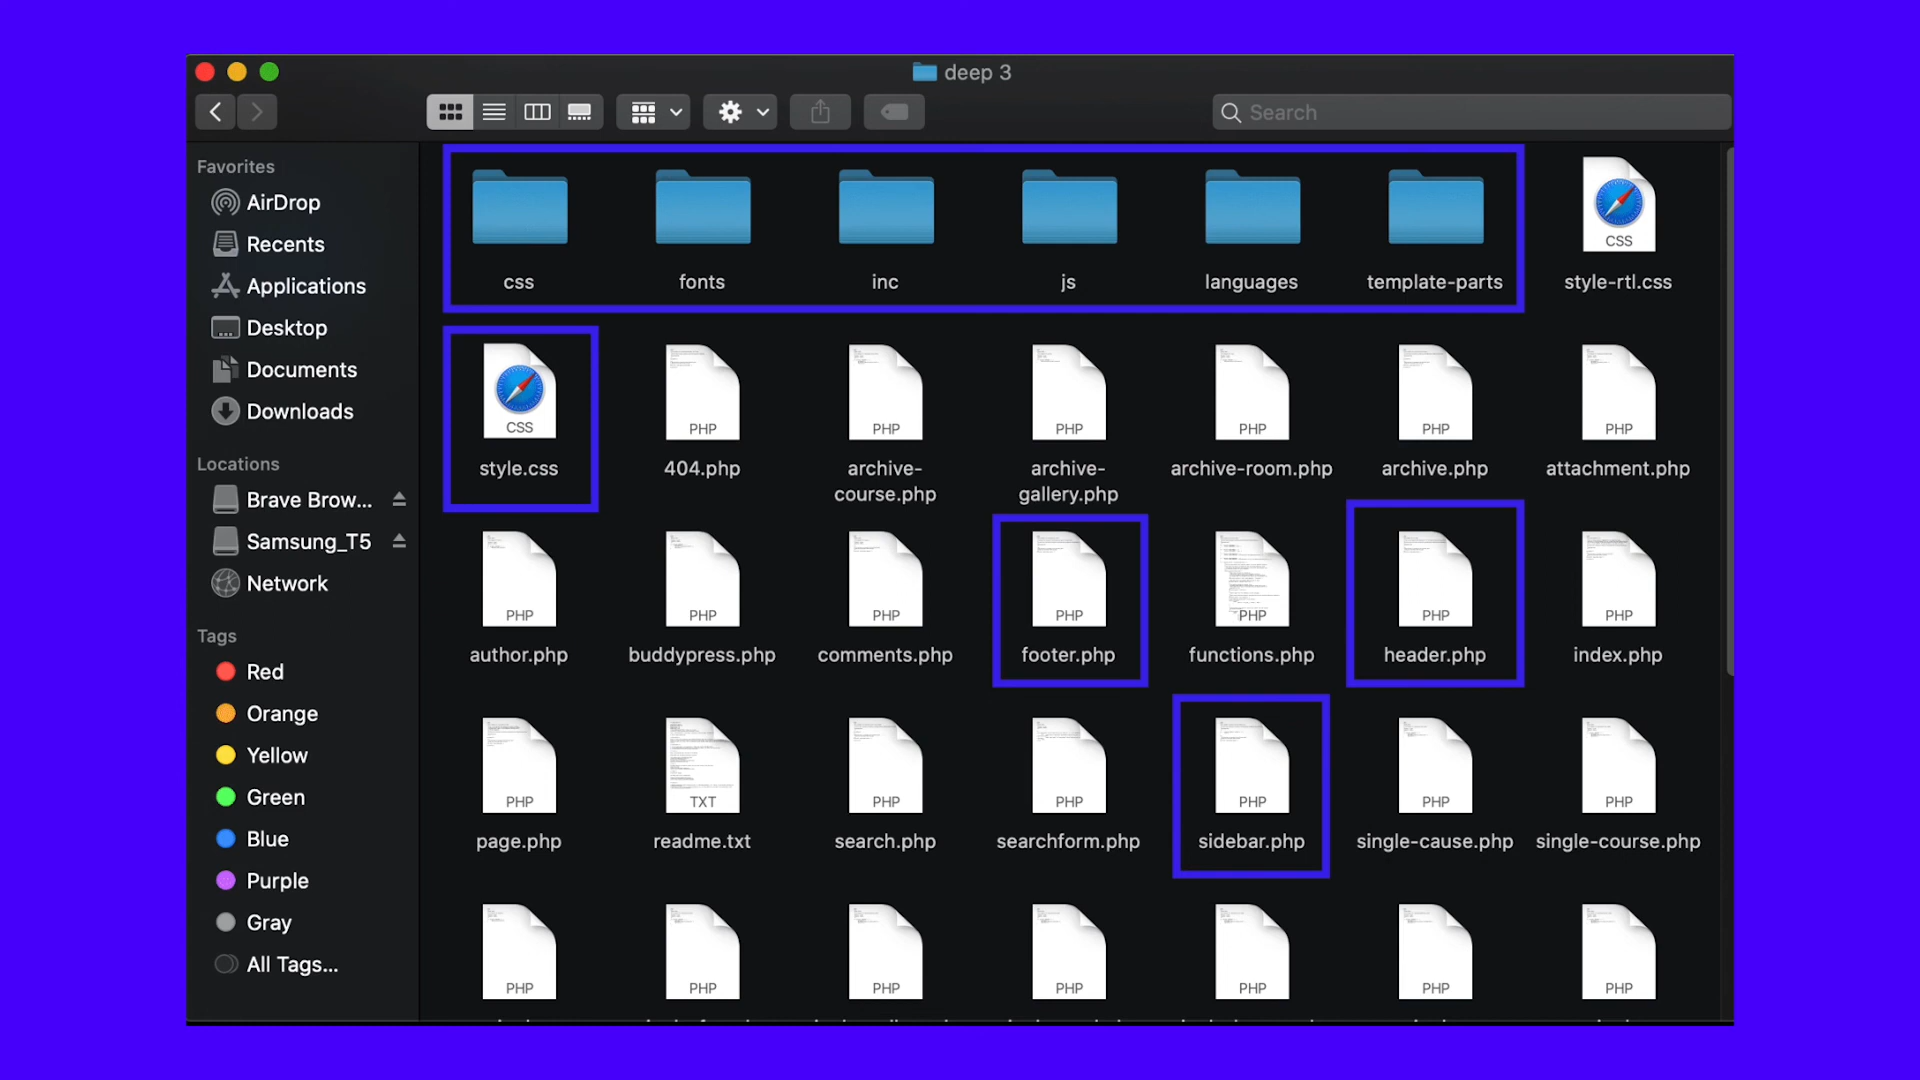 deep 3
Search
Favorites
AirDrop
Recents
Applications
Desktop
Documents
Downloads
Locations
Brave Brow...
Samsung_T5
Network
Tags
Red
Orange
Yellow
Green
Blue
Purple
Gray
All Tags...
CSS
css fonts inc js languages template-parts style-rtl.css
CSS PHP PHP PHP PHP PHP PHP
style.css 404.php archive- archive- archive-room.php archive.php attachment.php
course.php gallery.php
PHP PHP PHP PHP PHP PHP PHP
author.php buddypress.php comments.php footer.php functions.php header.php index.php
PHP TXT PHP PHP PHP PHP PHP
page.php readme.txt search.php searchform.php sidebar.php single-cause.php single-course.php
PHP PHP PHP PHP PHP PHP PHP